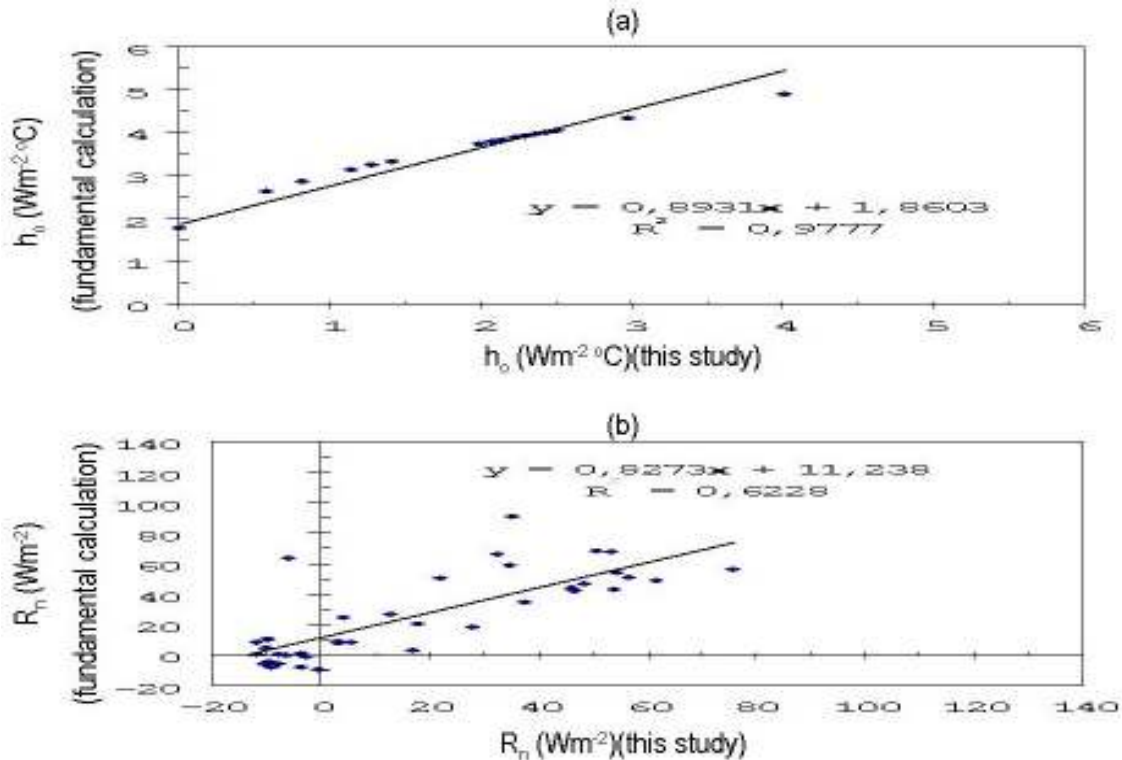 (a)
h₀ (Wm⁻² ºC)
(fundamental calculation)
6
5
4
3
2
1
0
y = 0,8931x + 1,8603
R² = 0,9777
0 1 2 3 4 5 6
h₀ (Wm⁻² ºC)(this study)
(b)
Rₙ (Wm⁻²)
(fundamental calculation)
140
120
100
80
60
40
20
0
-20
y = 0,8273x + 11,238
R = 0,6228
-20 0 20 40 60 80 100 120 140
Rₙ (Wm⁻²)(this study)